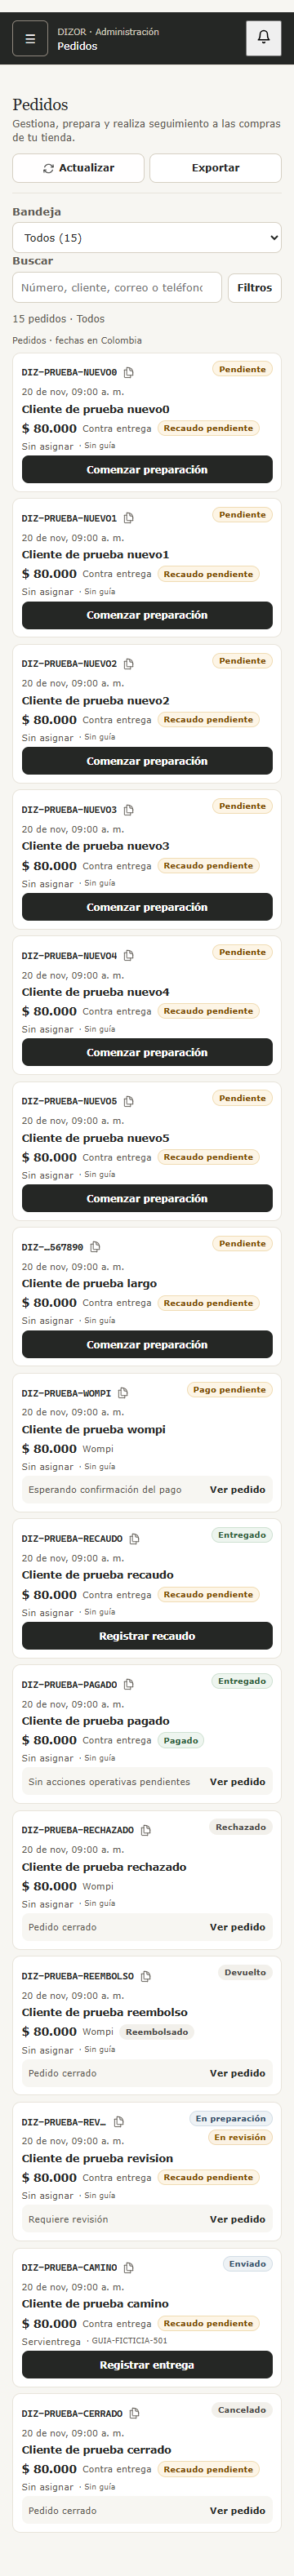 ☰
DIZOR · Administración
Pedidos
Pedidos
Gestiona, prepara y realiza seguimiento a las compras
de tu tienda.
Actualizar
Exportar
Bandeja
Todos (15)
Buscar
Número, cliente, correo o teléfono
Filtros
15 pedidos · Todos
Pedidos · fechas en Colombia
DIZ-PRUEBA-NUEVO0
Pendiente
20 de nov, 09:00 a. m.
Cliente de prueba nuevo0
$ 80.000 Contra entrega Recaudo pendiente
Sin asignar · Sin guía
Comenzar preparación
DIZ-PRUEBA-NUEVO1
Pendiente
20 de nov, 09:00 a. m.
Cliente de prueba nuevo1
$ 80.000 Contra entrega Recaudo pendiente
Sin asignar · Sin guía
Comenzar preparación
DIZ-PRUEBA-NUEVO2
Pendiente
20 de nov, 09:00 a. m.
Cliente de prueba nuevo2
$ 80.000 Contra entrega Recaudo pendiente
Sin asignar · Sin guía
Comenzar preparación
DIZ-PRUEBA-NUEVO3
Pendiente
20 de nov, 09:00 a. m.
Cliente de prueba nuevo3
$ 80.000 Contra entrega Recaudo pendiente
Sin asignar · Sin guía
Comenzar preparación
DIZ-PRUEBA-NUEVO4
Pendiente
20 de nov, 09:00 a. m.
Cliente de prueba nuevo4
$ 80.000 Contra entrega Recaudo pendiente
Sin asignar · Sin guía
Comenzar preparación
DIZ-PRUEBA-NUEVO5
Pendiente
20 de nov, 09:00 a. m.
Cliente de prueba nuevo5
$ 80.000 Contra entrega Recaudo pendiente
Sin asignar · Sin guía
Comenzar preparación
DIZ-…567890
Pendiente
20 de nov, 09:00 a. m.
Cliente de prueba largo
$ 80.000 Contra entrega Recaudo pendiente
Sin asignar · Sin guía
Comenzar preparación
DIZ-PRUEBA-WOMPI
Pago pendiente
20 de nov, 09:00 a. m.
Cliente de prueba wompi
$ 80.000 Wompi
Sin asignar · Sin guía
Esperando confirmación del pago Ver pedido
DIZ-PRUEBA-RECAUDO
Entregado
20 de nov, 09:00 a. m.
Cliente de prueba recaudo
$ 80.000 Contra entrega Recaudo pendiente
Sin asignar · Sin guía
Registrar recaudo
DIZ-PRUEBA-PAGADO
Entregado
20 de nov, 09:00 a. m.
Cliente de prueba pagado
$ 80.000 Contra entrega Pagado
Sin asignar · Sin guía
Sin acciones operativas pendientes Ver pedido
DIZ-PRUEBA-RECHAZADO
Rechazado
20 de nov, 09:00 a. m.
Cliente de prueba rechazado
$ 80.000 Wompi
Sin asignar · Sin guía
Pedido cerrado Ver pedido
DIZ-PRUEBA-REEMBOLSO
Devuelto
20 de nov, 09:00 a. m.
Cliente de prueba reembolso
$ 80.000 Wompi Reembolsado
Sin asignar · Sin guía
Pedido cerrado Ver pedido
DIZ-PRUEBA-REV…
En preparación
20 de nov, 09:00 a. m.
En revisión
Cliente de prueba revision
$ 80.000 Contra entrega Recaudo pendiente
Sin asignar · Sin guía
Requiere revisión Ver pedido
DIZ-PRUEBA-CAMINO
Enviado
20 de nov, 09:00 a. m.
Cliente de prueba camino
$ 80.000 Contra entrega Recaudo pendiente
Servientrega · GUIA-FICTICIA-501
Registrar entrega
DIZ-PRUEBA-CERRADO
Cancelado
20 de nov, 09:00 a. m.
Cliente de prueba cerrado
$ 80.000 Contra entrega Recaudo pendiente
Sin asignar · Sin guía
Pedido cerrado Ver pedido